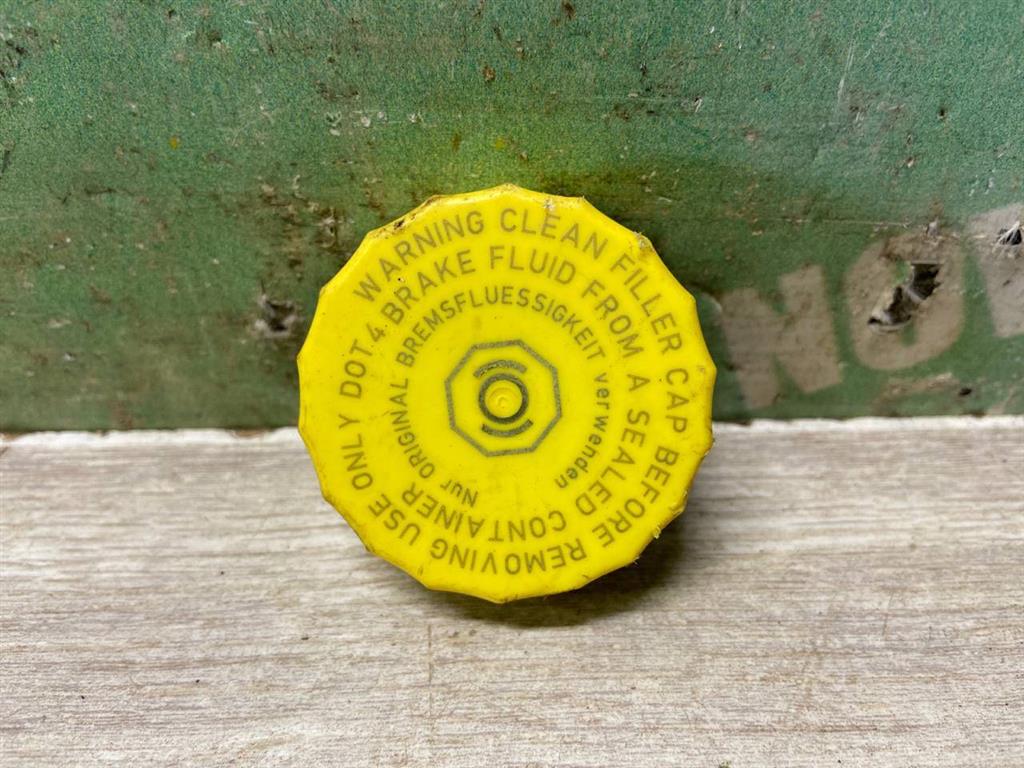 WARNING CLEAN FILLER CAP BEFORE REMOVING USE ONLY DOT 4
BRAKE FLUID FROM A SEALED CONTAINER
Nur ORIGINAL BREMSFLUESSIGKEIT verwenden
NO